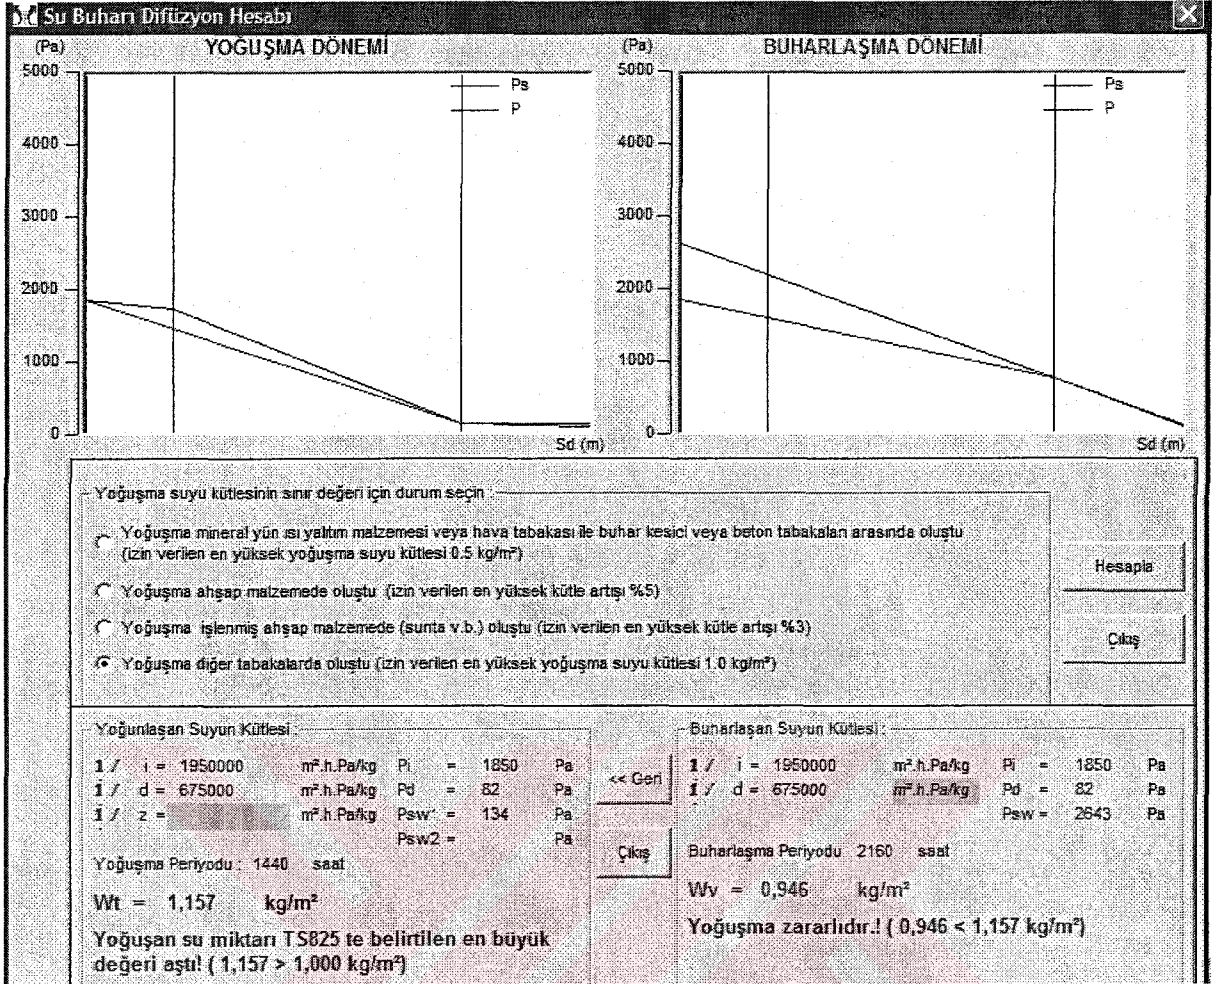 Su Buharı Difüzyon Hesabı
(Pa) YOĞUŞMA DÖNEMİ
5000
4000
3000
2000
1000
0
Ps
P
Sd (m)
(Pa) BUHARLAŞMA DÖNEMİ
5000
4000
3000
2000
1000
0
Ps
P
Sd (m)
Yoğuşma suyu kütlesinin sınır değeri için durum seçin :
Yoğuşma mineral yün ısı yalıtım malzemesi veya hava tabakası ile buhar kesici veya beton tabakaları arasında oluştu
(izin verilen en yüksek yoğuşma suyu kütlesi 0.5 kg/m²)
Yoğuşma ahşap malzemede oluştu (izin verilen en yüksek kütle artışı %5)
Yoğuşma işlenmiş ahşap malzemede (sunta v.b.) oluştu (izin verilen en yüksek kütle artışı %3)
Yoğuşma diğer tabakalarda oluştu (izin verilen en yüksek yoğuşma suyu kütlesi 1.0 kg/m²)
Hesapla
Çıkış
Yoğunlaşan Suyun Kütlesi :
1 / i = 1950000 m².h.Pa/kg Pi = 1850 Pa
1 / d = 675000 m².h.Pa/kg Pd = 82 Pa
1 / z = m².h.Pa/kg Psw1 = 134 Pa
Psw2 = Pa
Yoğuşma Periyodu : 1440 saat
Wt = 1,157 kg/m²
Yoğuşan su miktarı TS825 te belirtilen en büyük
değeri aştı! ( 1,157 > 1,000 kg/m²)
<< Geri
Çıkış
Buharlaşan Suyun Kütlesi :
1 / i = 1950000 m².h.Pa/kg Pi = 1850 Pa
1 / d = 675000 m².h.Pa/kg Pd = 82 Pa
Psw = 2643 Pa
Buharlaşma Periyodu 2160 saat
Wv = 0,946 kg/m²
Yoğuşma zararlıdır.! ( 0,946 < 1,157 kg/m²)